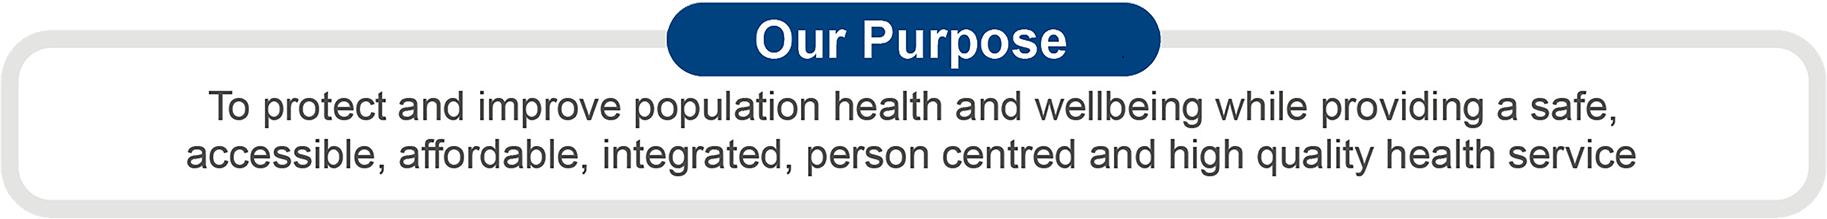 Our Purpose
To protect and improve population health and wellbeing while providing a safe,
accessible, affordable, integrated, person centred and high quality health service